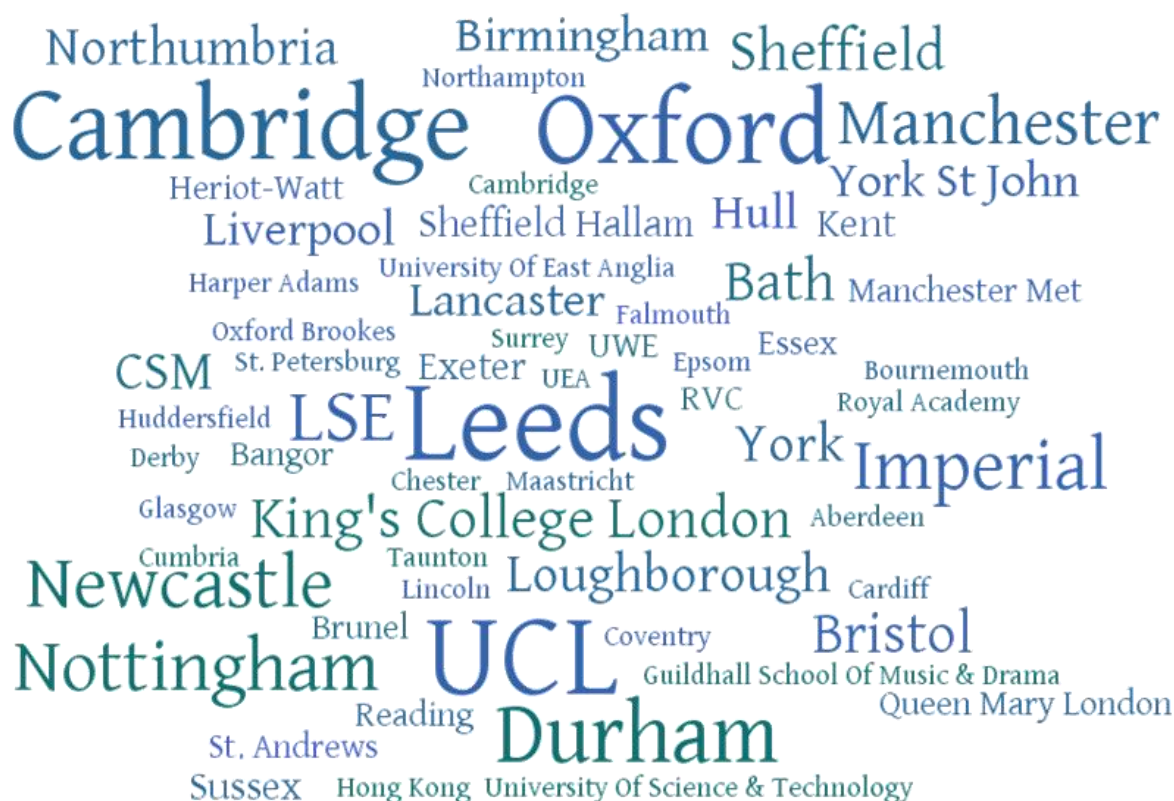 Northumbria Birmingham Sheffield
Northampton
Cambridge Oxford Manchester
Heriot-Watt Cambridge York St John
Liverpool Sheffield Hallam Hull Kent
Harper Adams University Of East Anglia Bath Manchester Met
Lancaster Falmouth
Oxford Brookes Surrey UWE Essex
CSM St. Petersburg Exeter UEA Epsom Bournemouth
Huddersfield LSE Leeds RVC Royal Academy
Derby Bangor York Imperial
Chester Maastricht
Glasgow King's College London Aberdeen
Cumbria Taunton
Newcastle Lincoln Loughborough Cardiff
Brunel UCL Coventry Bristol
Nottingham Guildhall School Of Music & Drama
Reading Durham Queen Mary London
St. Andrews
Sussex Hong Kong University Of Science & Technology